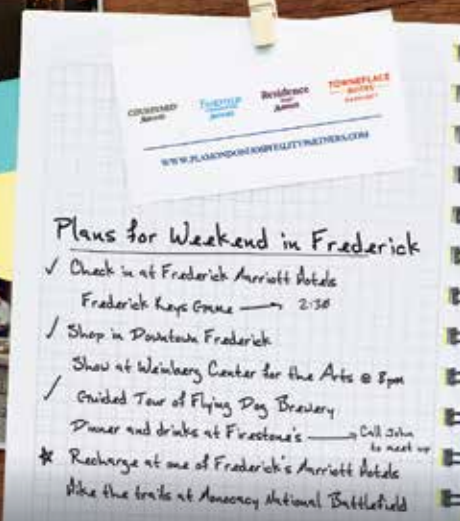 COURTYARD Marriott
Fairfield Marriott
Residence Inn Marriott
TOWNEPLACE SUITES MARRIOTT
WWW.PLAMONDONHOSPITALITYPARTNERS.COM
Plans for Weekend in Frederick
✓ Check in at Frederick Marriott Hotels
Frederick Keys Game → 2:30
✓ Shop in Downtown Frederick
Show at Weinberg Center for the Arts @ 8pm
✓ Guided Tour of Flying Dog Brewery
Dinner and drinks at Firestone's → Call John
to meet up
* Recharge at one of Frederick's Marriott Hotels
Hike the trails at Monocacy National Battlefield